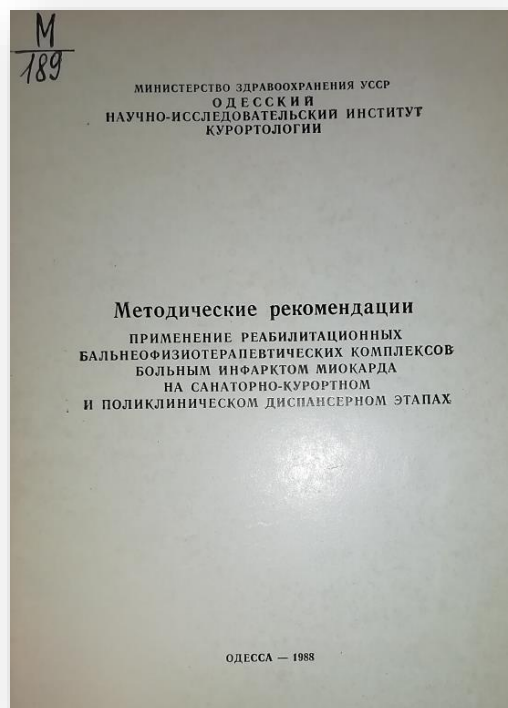 М
189
МИНИСТЕРСТВО ЗДРАВООХРАНЕНИЯ УССР
ОДЕССКИЙ
НАУЧНО-ИССЛЕДОВАТЕЛЬСКИЙ ИНСТИТУТ
КУРОРТОЛОГИИ
Методические рекомендации
ПРИМЕНЕНИЕ РЕАБИЛИТАЦИОННЫХ
БАЛЬНЕОФИЗИОТЕРАПЕВТИЧЕСКИХ КОМПЛЕКСОВ
БОЛЬНЫМ ИНФАРКТОМ МИОКАРДА
НА САНАТОРНО-КУРОРТНОМ
И ПОЛИКЛИНИЧЕСКОМ ДИСПАНСЕРНОМ ЭТАПАХ
ОДЕССА — 1988